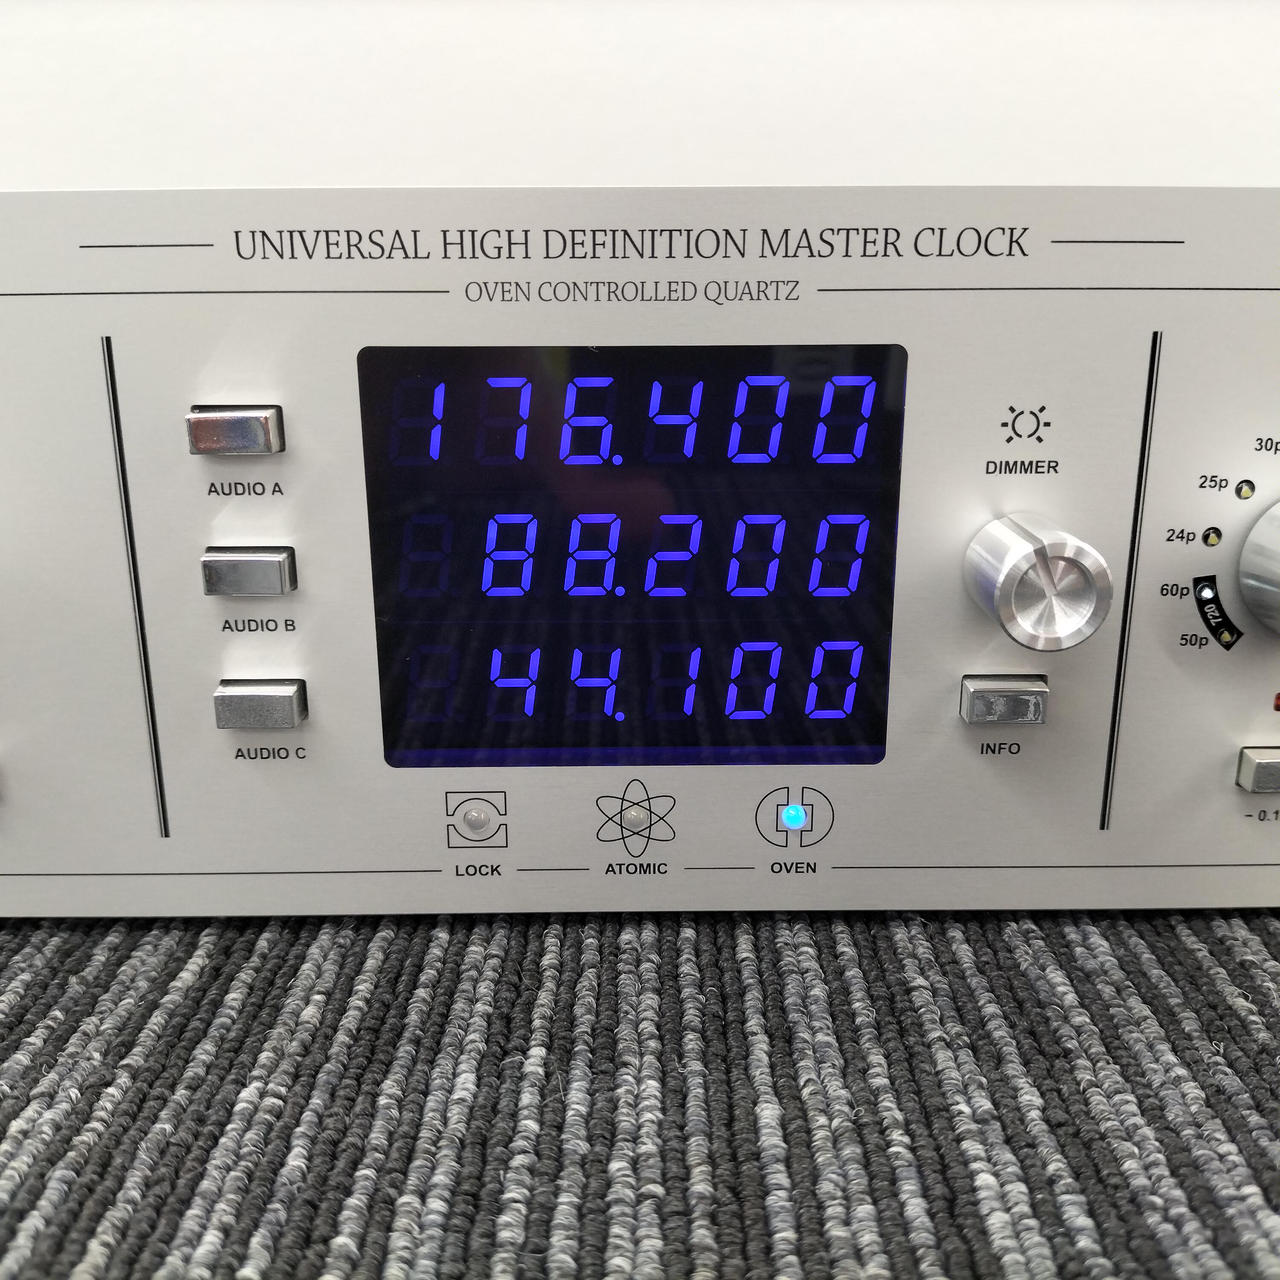 UNIVERSAL HIGH DEFINITION MASTER CLOCK
OVEN CONTROLLED QUARTZ
AUDIO A
AUDIO B
AUDIO C
176.400
88.200
44.100
DIMMER
INFO
LOCK
ATOMIC
OVEN
30p
25p
24p
60p
720
50p